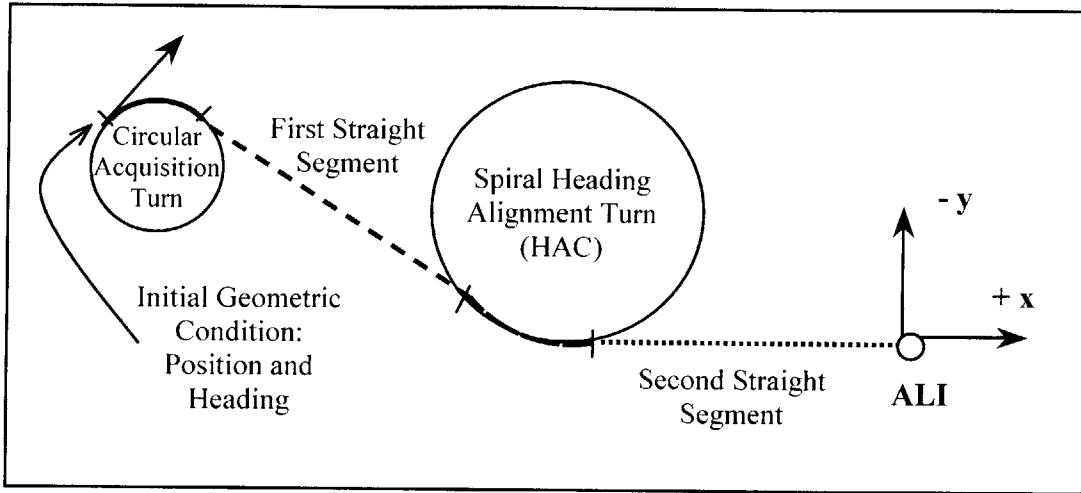 Circular
Acquisition
Turn
First Straight
Segment
Spiral Heading
Alignment Turn
(HAC)
- y
+ x
Initial Geometric
Condition:
Position and
Heading
Second Straight
Segment
ALI